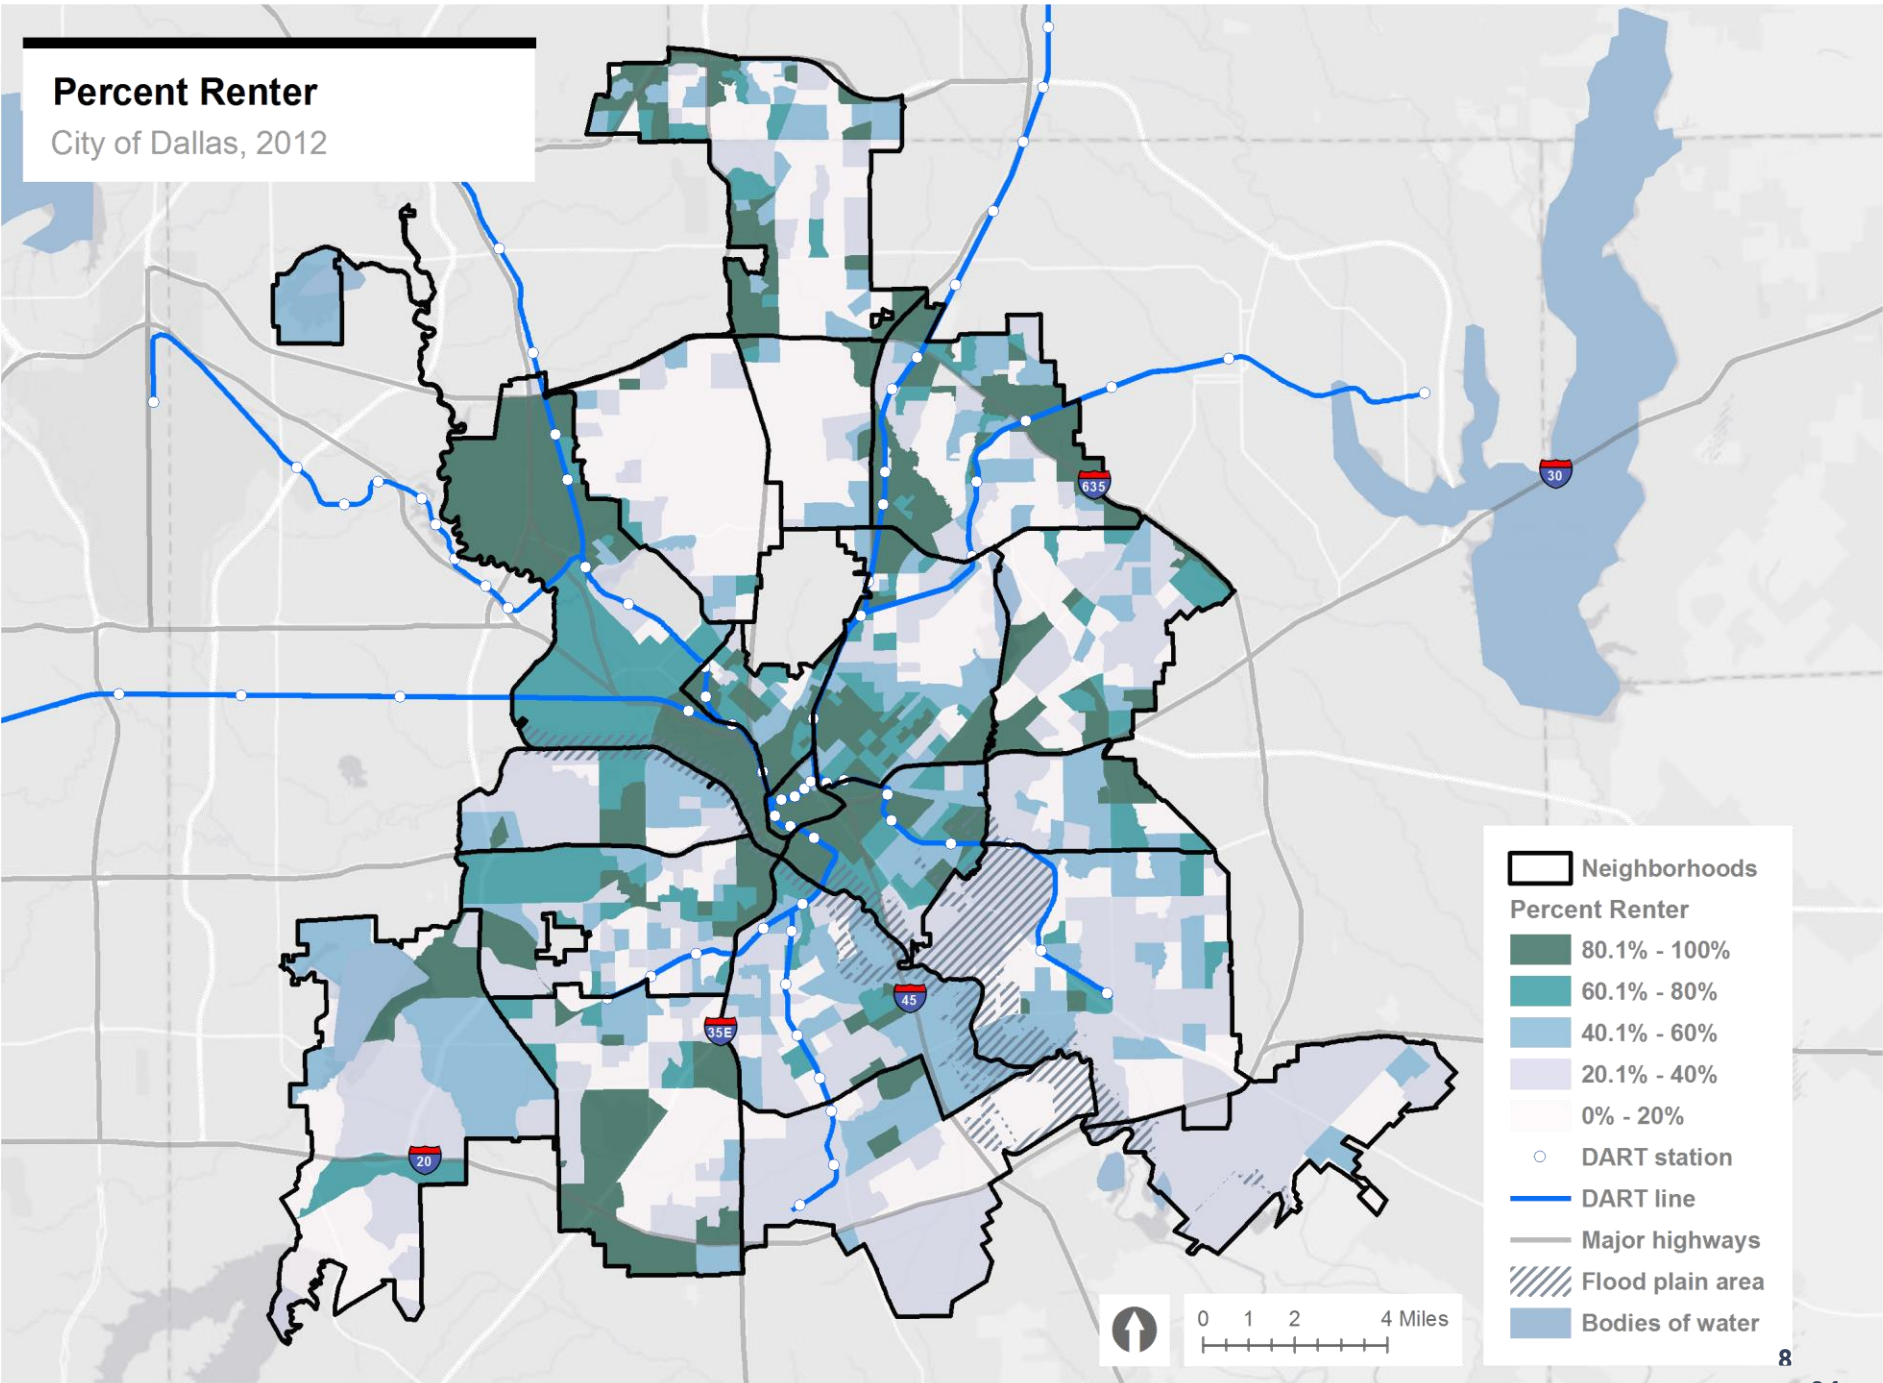 Percent Renter
City of Dallas, 2012
635
30
45
35E
20
Neighborhoods
Percent Renter
80.1% - 100%
60.1% - 80%
40.1% - 60%
20.1% - 40%
0% - 20%
DART station
DART line
Major highways
Flood plain area
Bodies of water
0 1 2 4 Miles
8